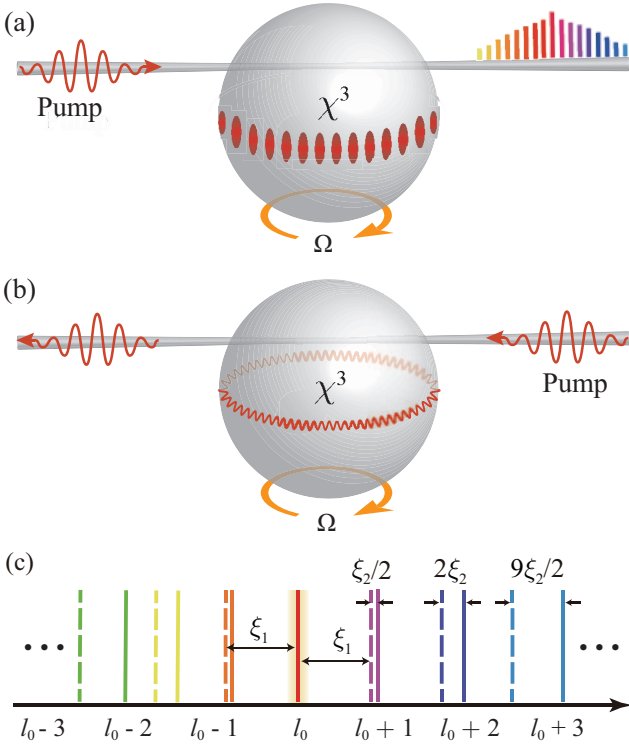 (a)
Pump
χ³
Ω
(b)
χ³
Pump
Ω
(c)
ξ₂/2 2ξ₂ 9ξ₂/2
ξ₁ ξ₁
l₀ - 3 l₀ - 2 l₀ - 1 l₀ l₀ + 1 l₀ + 2 l₀ + 3